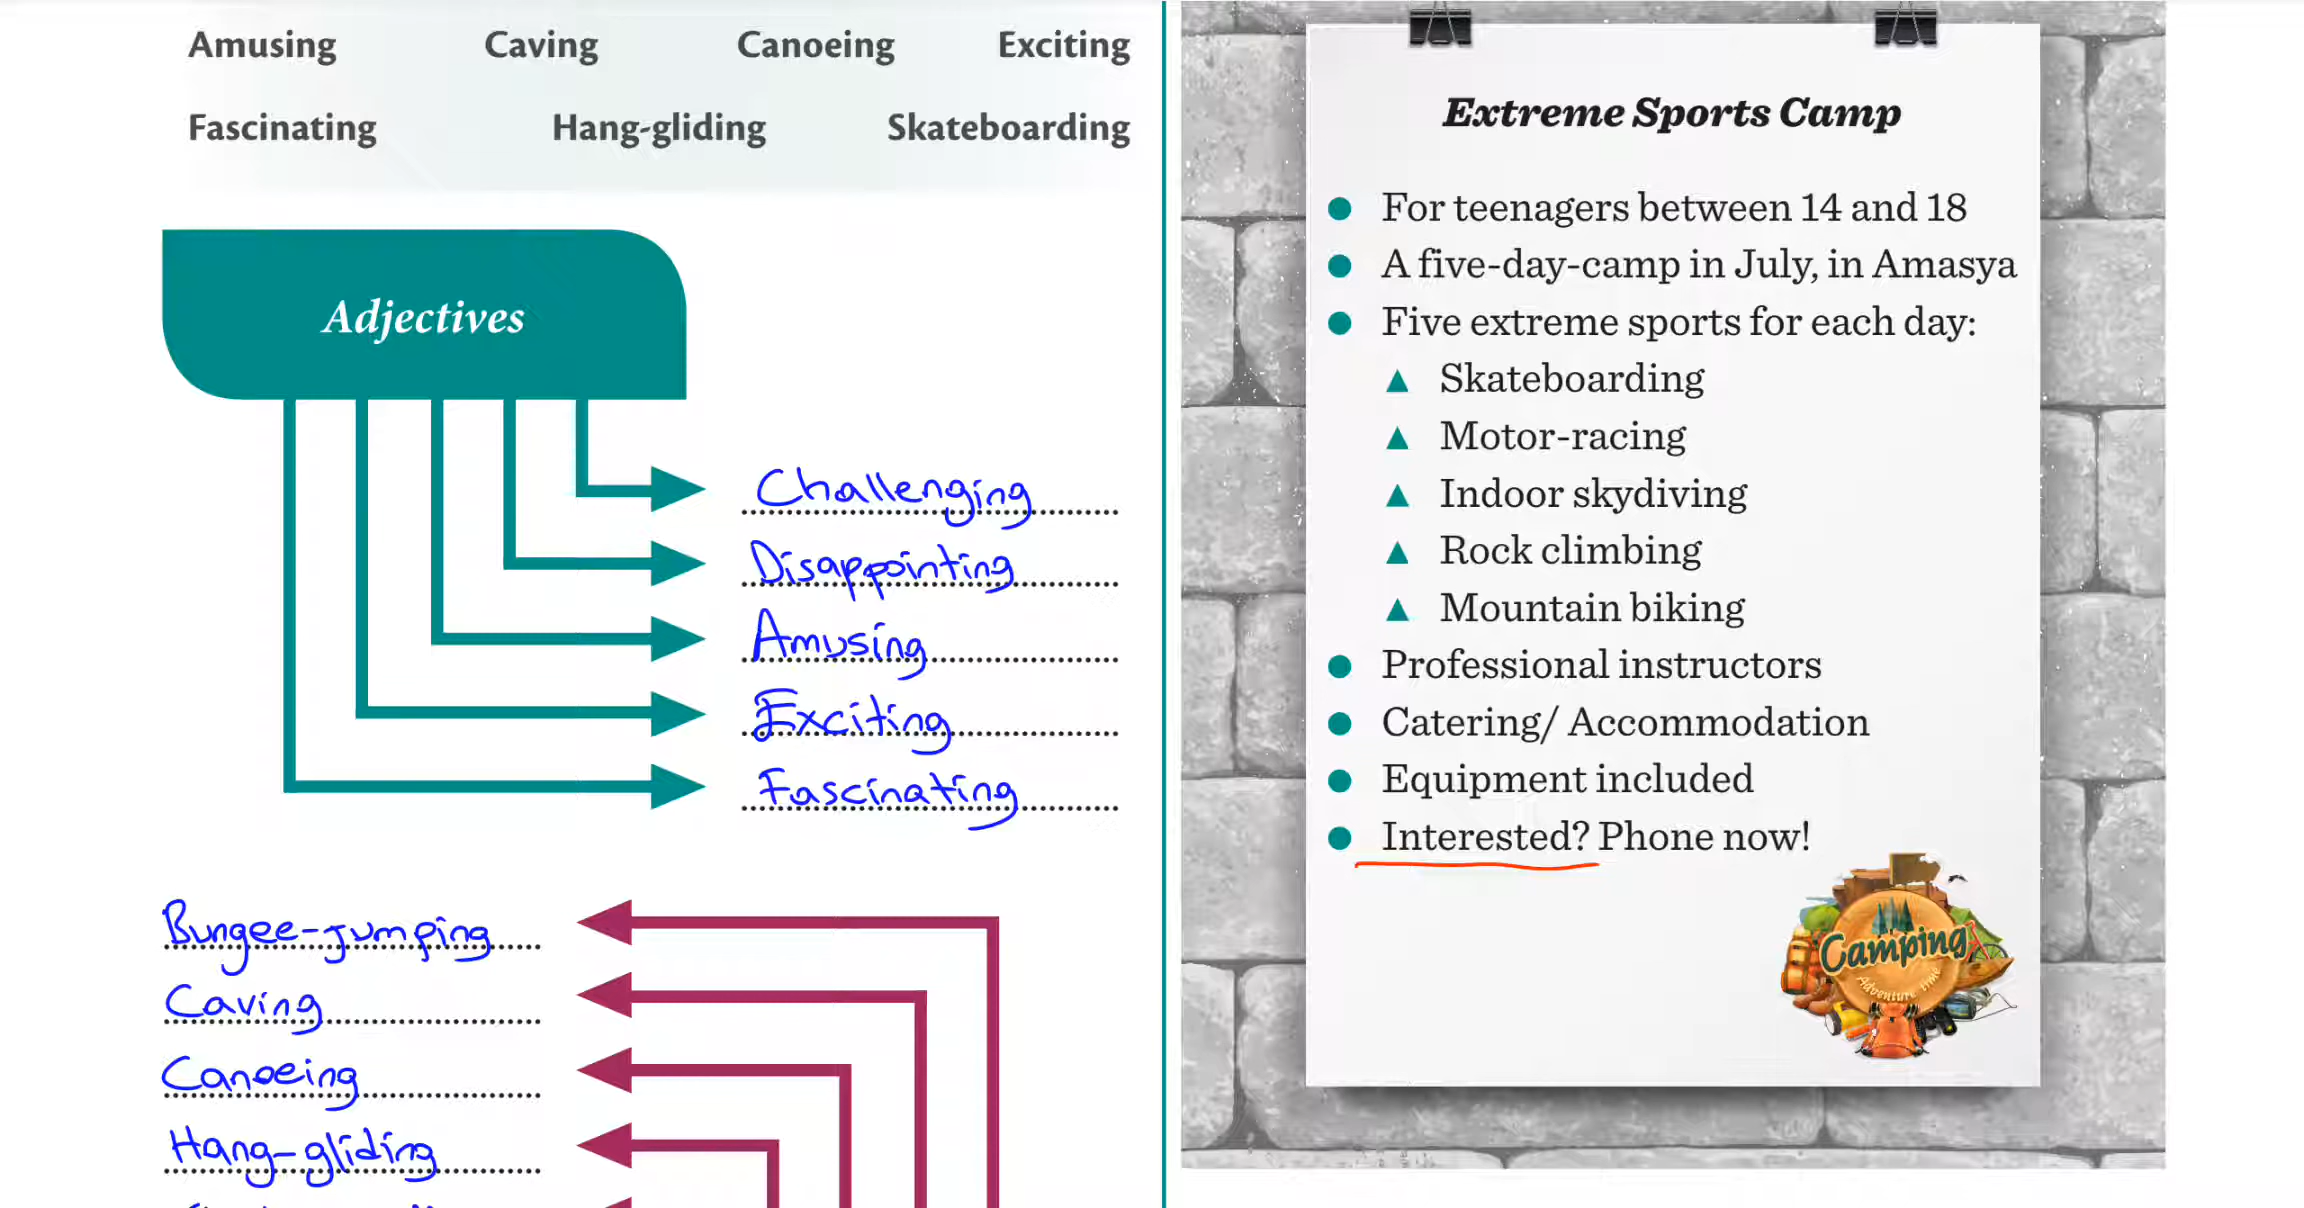 Amusing Caving Canoeing Exciting
Fascinating Hang-gliding Skateboarding
Adjectives
Challenging
Disappointing
Amusing
Exciting
Fascinating
Bungee-jumping
Caving
Canoeing
Hang-gliding
Extreme Sports Camp
For teenagers between 14 and 18
A five-day-camp in July, in Amasya
Five extreme sports for each day:
Skateboarding
Motor-racing
Indoor skydiving
Rock climbing
Mountain biking
Professional instructors
Catering/ Accommodation
Equipment included
Interested? Phone now!
Camping
Adventure time